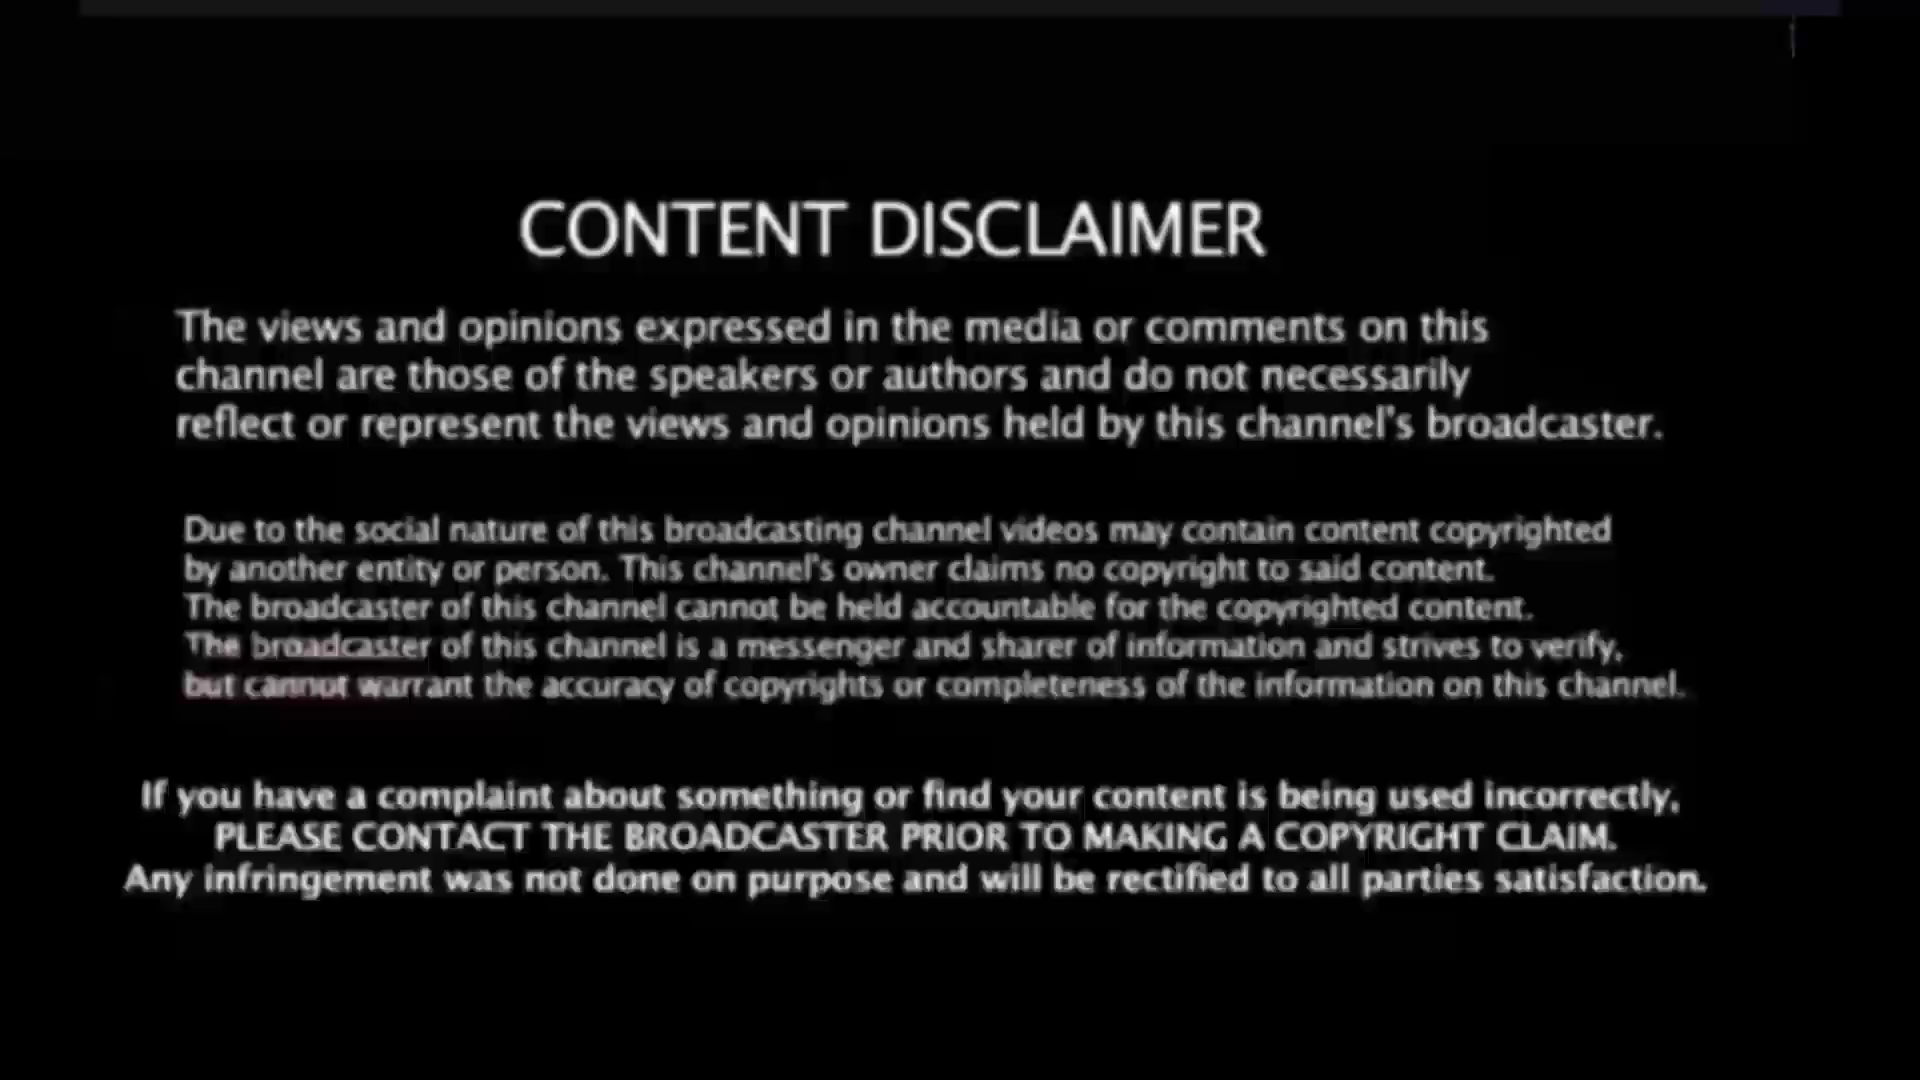 CONTENT DISCLAIMER
The views and opinions expressed in the media or comments on this
channel are those of the speakers or authors and do not necessarily
reflect or represent the views and opinions held by this channel's broadcaster.
Due to the social nature of this broadcasting channel videos may contain content copyrighted
by another entity or person. This channel's owner claims no copyright to said content.
The broadcaster of this channel cannot be held accountable for the copyrighted content.
The broadcaster of this channel is a messenger and sharer of information and strives to verify,
but cannot warrant the accuracy of copyrights or completeness of the information on this channel.
If you have a complaint about something or find your content is being used incorrectly,
PLEASE CONTACT THE BROADCASTER PRIOR TO MAKING A COPYRIGHT CLAIM.
Any infringement was not done on purpose and will be rectified to all parties satisfaction.